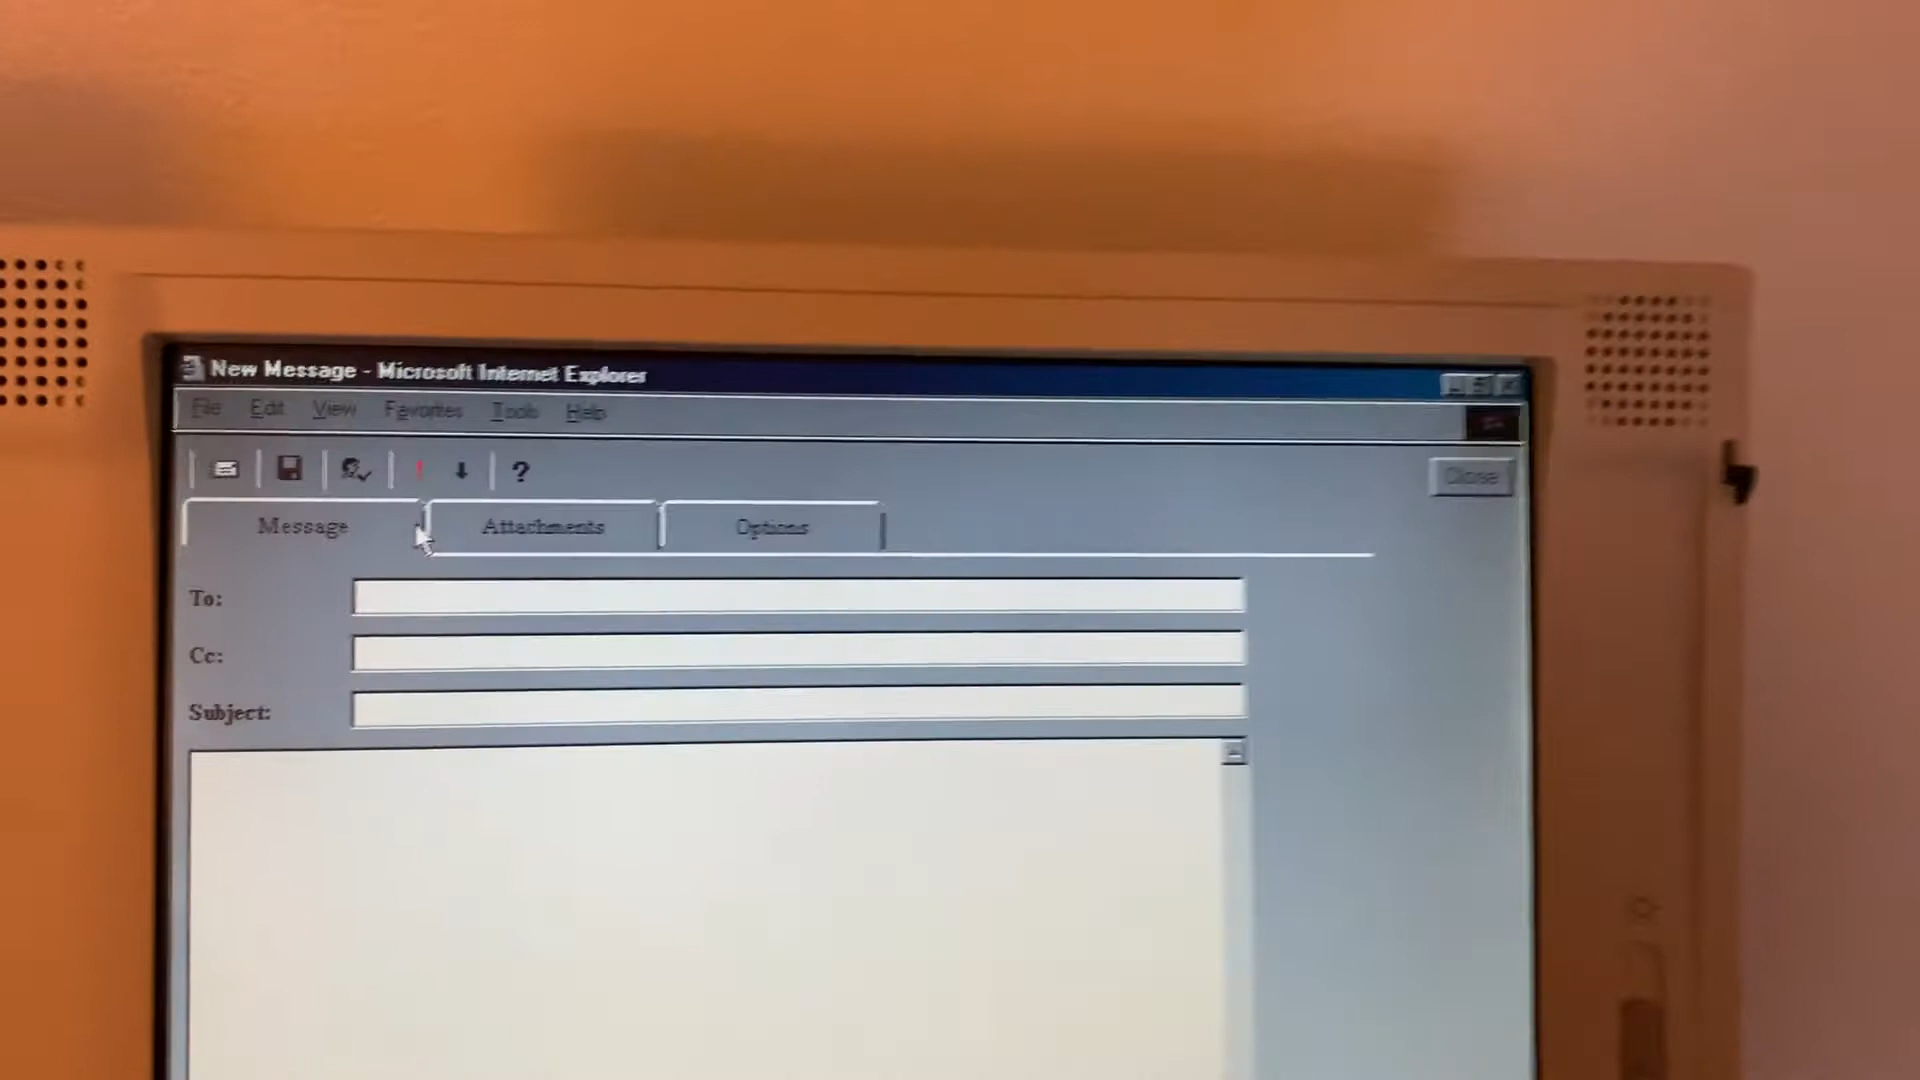 New Message - Microsoft Internet Explorer
File Edit View Favorites Tools Help
! ? Close
Message Attachments Options
To:
Cc:
Subject: